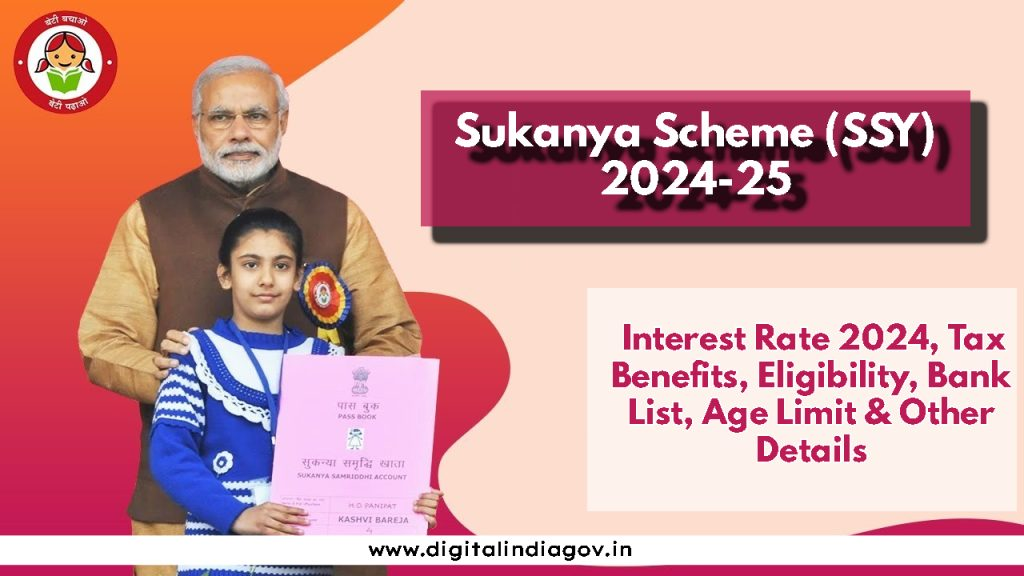 बेटी बचाओ
बेटी पढ़ाओ
Sukanya Scheme (SSY)
2024-25
Interest Rate 2024, Tax
Benefits, Eligibility, Bank
List, Age Limit & Other
Details
पास बुक
PASS BOOK
सुकन्या समृद्धि खाता
SUKANYA SAMRIDDHI ACCOUNT
H.O. PANIPAT
KASHVI BAREJA
www.digitalindiagov.in